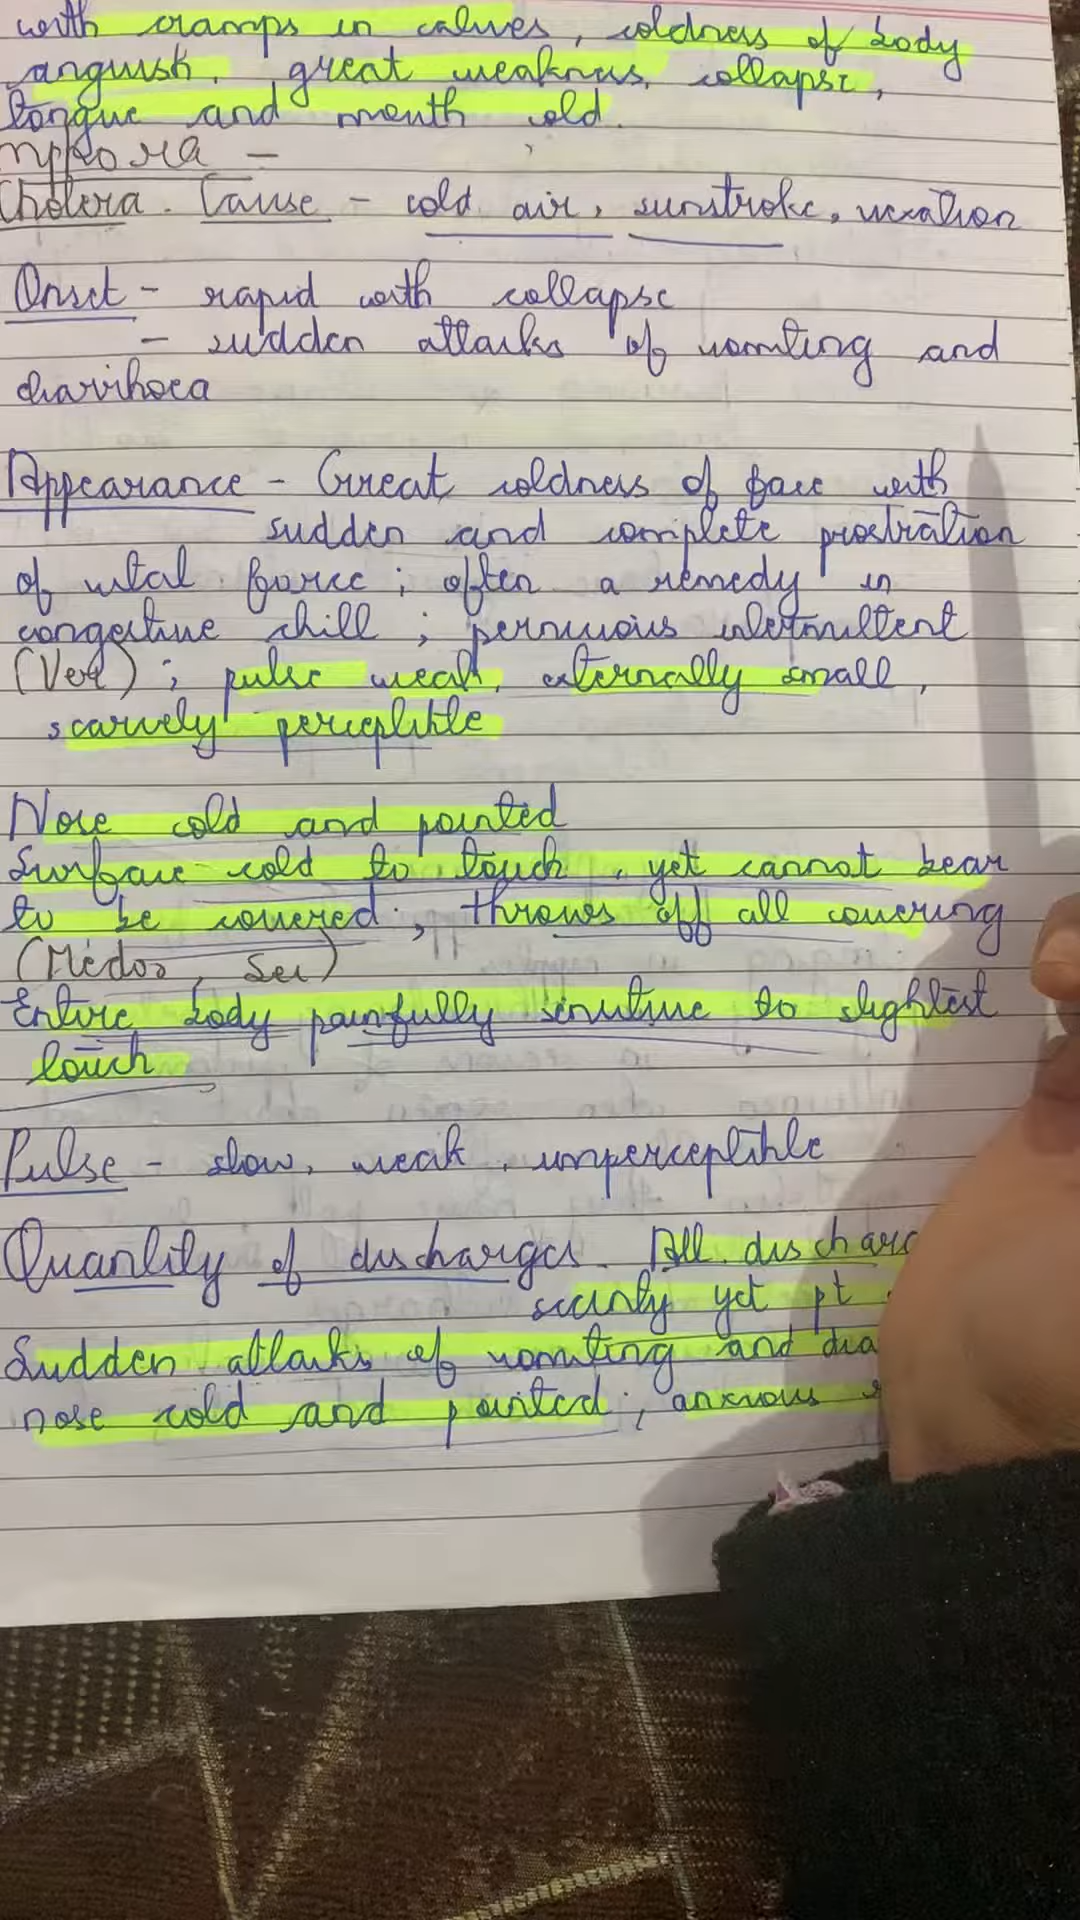 with cramps in calves, coldness of body
anguish, great weakness, collapse,
tongue and mouth cold.
mphora -
Cholera. Cause - cold air, sunstroke, vexation
Onset - rapid with collapse
- sudden attacks of vomiting and
diarrihoea
Appearance - Great coldness of face with
sudden and complete prostration
of vital force; often a remedy in
congestive chill; pernicious intermittent
(Ver); pulse weak, externally small,
scarcely perceptible
Nose cold and pointed
Surface cold to touch, yet cannot bear
to be covered; throws off all covering
(Medor, Sec)
Entire body painfully sensitive to slightest
touch
Pulse - slow, weak, imperceptible
Quantity of discharges. All discharg
scanty yet pt
Sudden attacks of vomiting and dia
nose cold and pointed; anxious